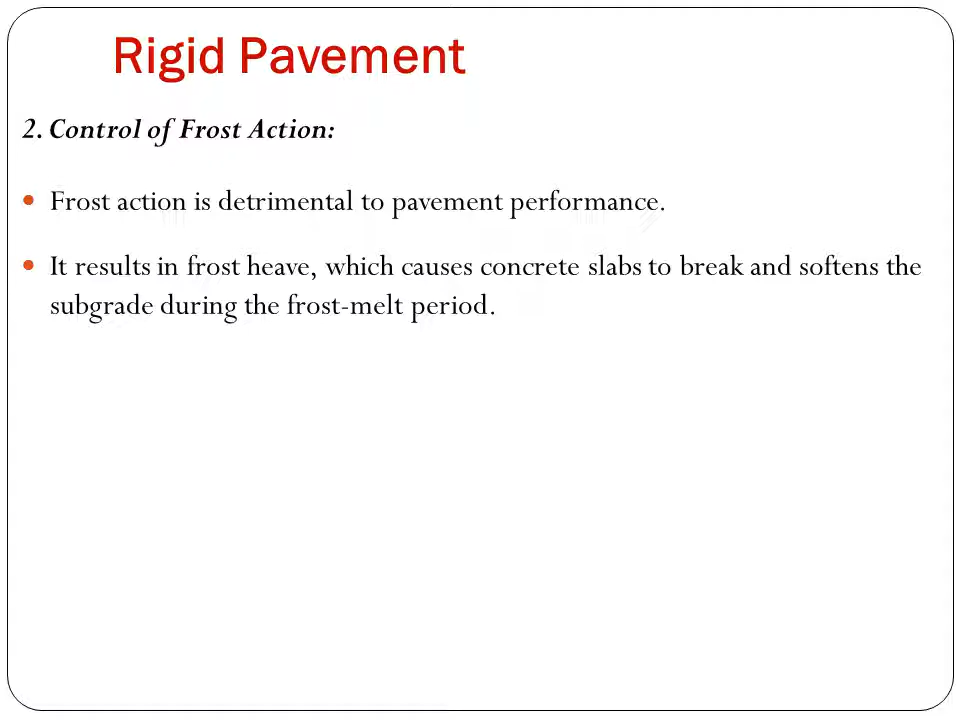 Rigid Pavement
2. Control of Frost Action:
• Frost action is detrimental to pavement performance.
• It results in frost heave, which causes concrete slabs to break and softens the
subgrade during the frost-melt period.